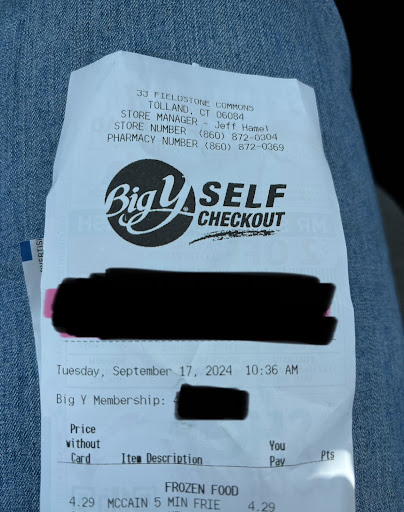 33 FIELDSTONE COMMONS
TOLLAND, CT 06084
STORE MANAGER - Jeff Hamel
STORE NUMBER (860) 872-0304
PHARMACY NUMBER (860) 872-0369
Big Y® SELF
CHECKOUT
Tuesday, September 17, 2024 10:36 AM
Big Y Membership:
Price
without
Card Item Description You
Pay Pts
FROZEN FOOD
4.29 MCCAIN 5 MIN FRIE 4.29